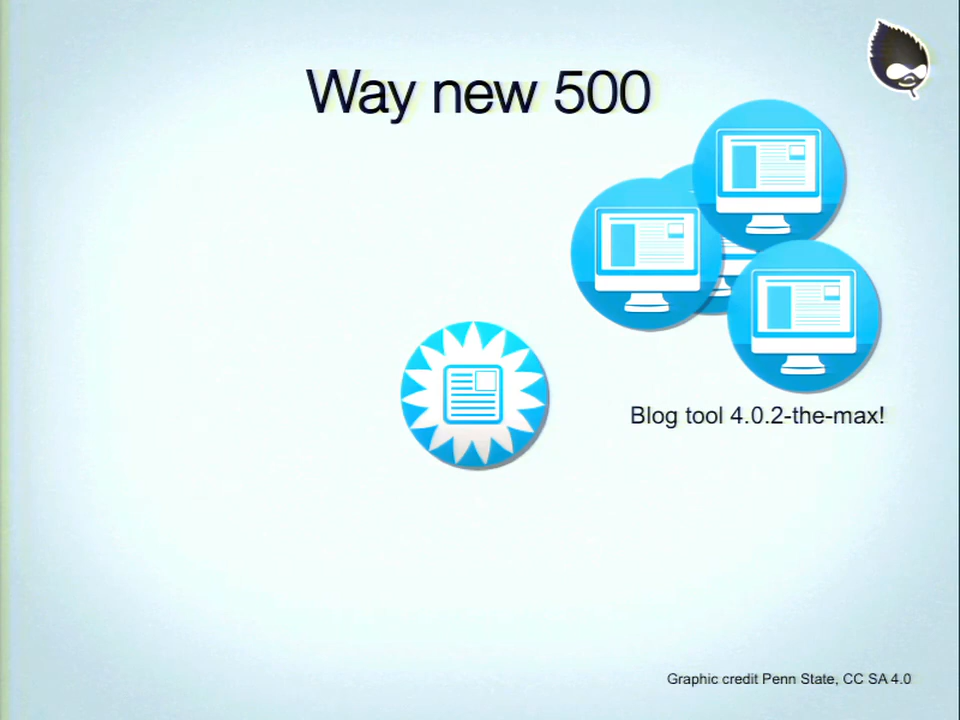 Way new 500
Blog tool 4.0.2-the-max!
Graphic credit Penn State, CC SA 4.0